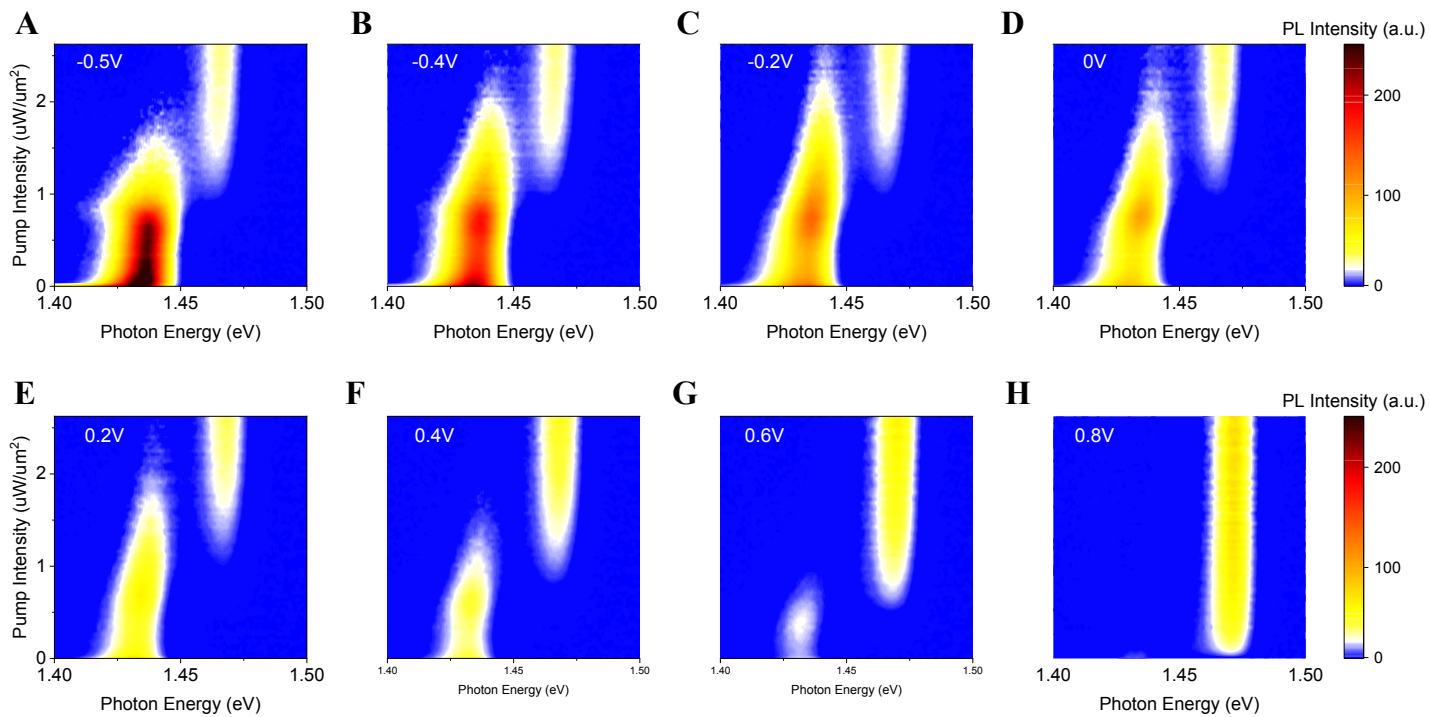 A
B
C
D
PL Intensity (a.u.)
-0.5V
-0.4V
-0.2V
0V
Pump Intensity (uW/um²)
2
1
0
200
100
0
1.40
1.45
1.50
1.40
1.45
1.50
1.40
1.45
1.50
1.40
1.45
1.50
Photon Energy (eV)
Photon Energy (eV)
Photon Energy (eV)
Photon Energy (eV)
E
F
G
H
PL Intensity (a.u.)
0.2V
0.4V
0.6V
0.8V
Pump Intensity (uW/um²)
2
1
0
200
100
0
1.40
1.45
1.50
1.40
1.45
1.50
1.40
1.45
1.50
1.40
1.45
1.50
Photon Energy (eV)
Photon Energy (eV)
Photon Energy (eV)
Photon Energy (eV)